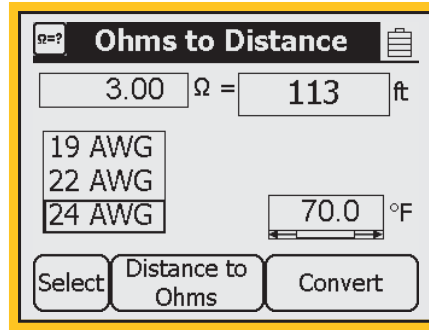 Ω=? Ohms to Distance
3.00 Ω = 113 ft
19 AWG
22 AWG
24 AWG
70.0 °F
Select
Distance to
Ohms
Convert